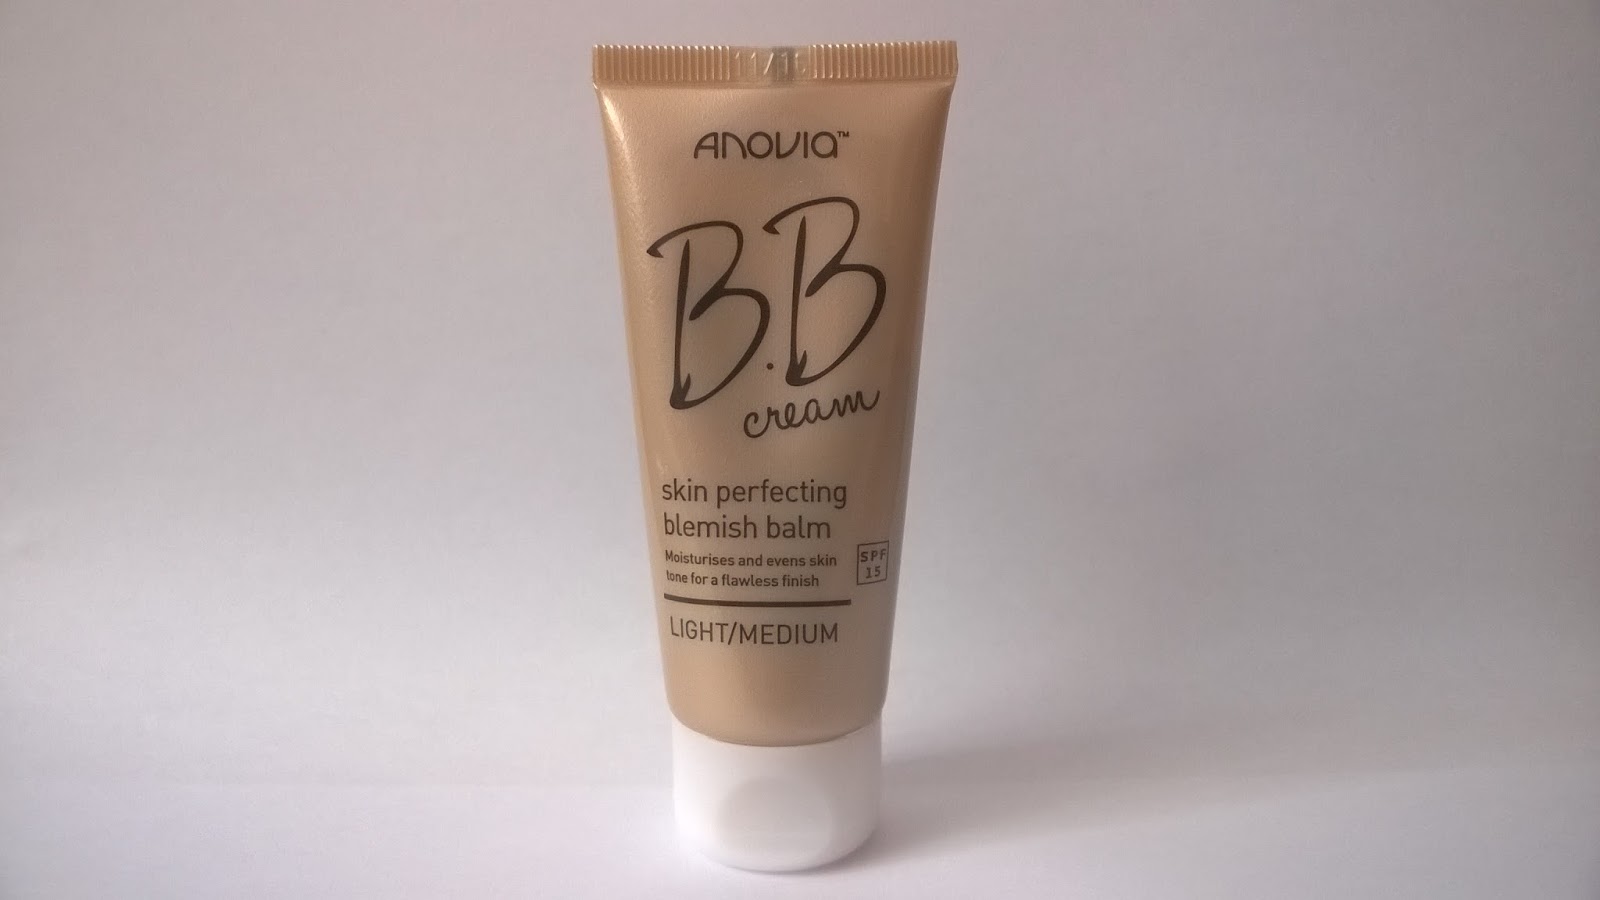 ANOVIA™
B.B
cream
skin perfecting
blemish balm
Moisturises and evens skin
tone for a flawless finish
SPF
15
LIGHT/MEDIUM